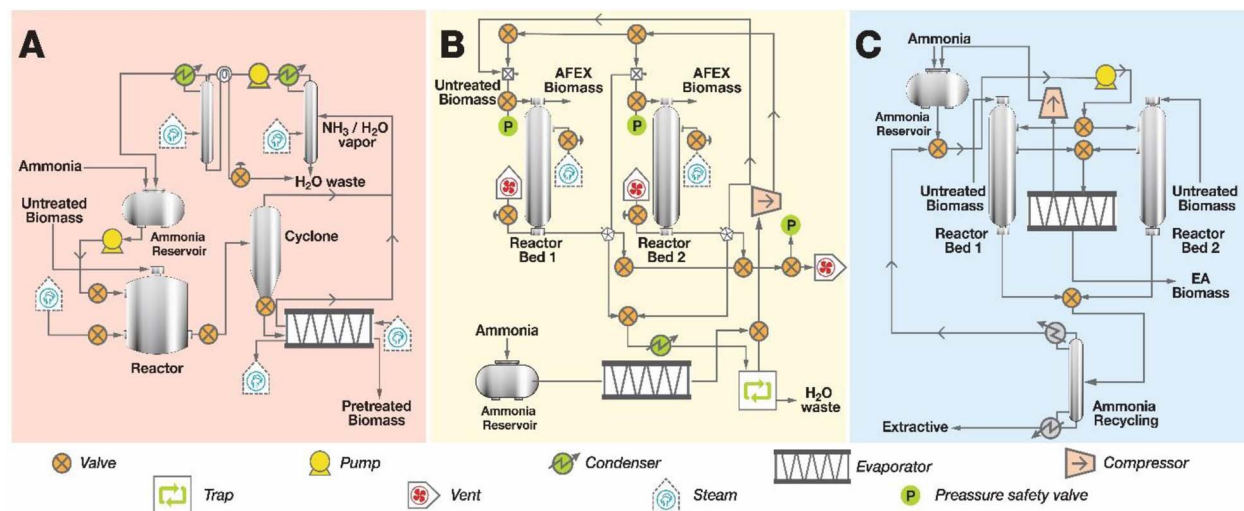 A
Ammonia
Untreated
Biomass
Ammonia
Reservoir
Reactor
Cyclone
NH₃ / H₂O
vapor
H₂O waste
Pretreated
Biomass
B
Untreated
Biomass
AFEX
Biomass
AFEX
Biomass
P
P
Reactor
Bed 1
Reactor
Bed 2
P
Ammonia
Ammonia
Reservoir
H₂O
waste
C
Ammonia
Ammonia
Reservoir
Untreated
Biomass
Reactor
Bed 1
Untreated
Biomass
Reactor
Bed 2
EA
Biomass
Ammonia
Recycling
Extractive
Valve
Pump
Condenser
Evaporator
Compressor
Trap
Vent
Steam
P
Preassure safety valve